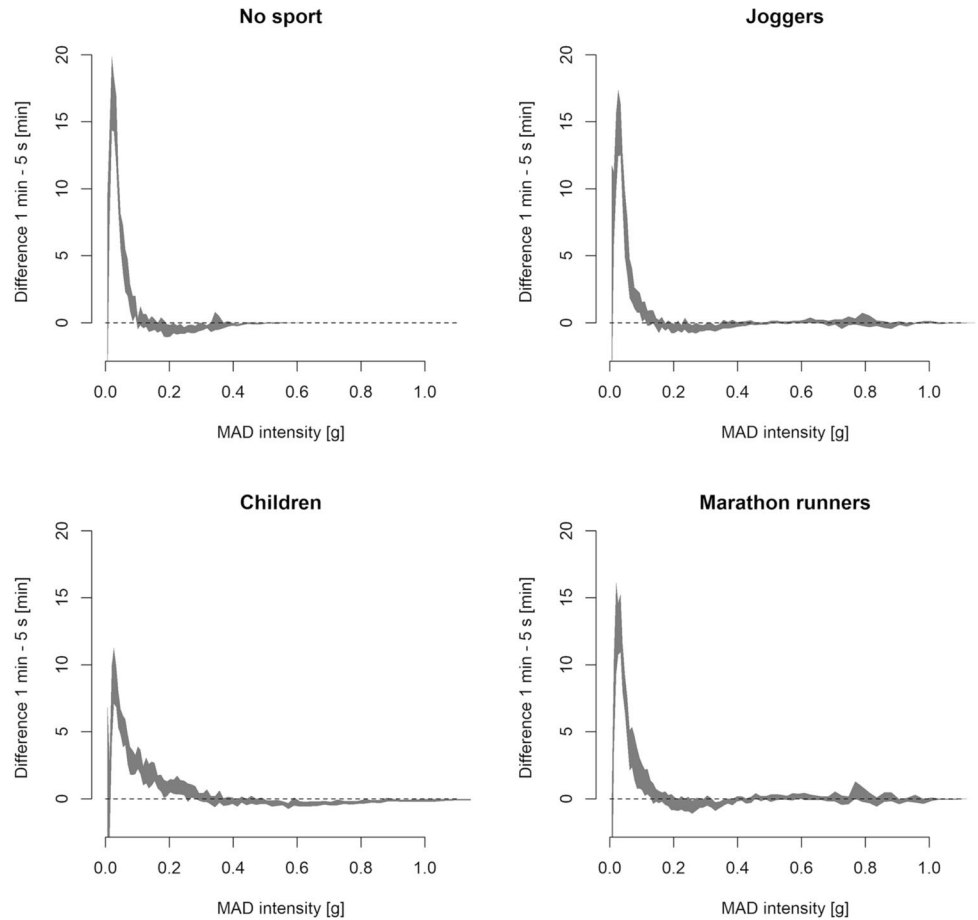 No sport
Difference 1 min - 5 s [min]
20
15
10
5
0
0.0 0.2 0.4 0.6 0.8 1.0
MAD intensity [g]
Joggers
Difference 1 min - 5 s [min]
20
15
10
5
0
0.0 0.2 0.4 0.6 0.8 1.0
MAD intensity [g]
Children
Difference 1 min - 5 s [min]
20
15
10
5
0
0.0 0.2 0.4 0.6 0.8 1.0
MAD intensity [g]
Marathon runners
Difference 1 min - 5 s [min]
20
15
10
5
0
0.0 0.2 0.4 0.6 0.8 1.0
MAD intensity [g]